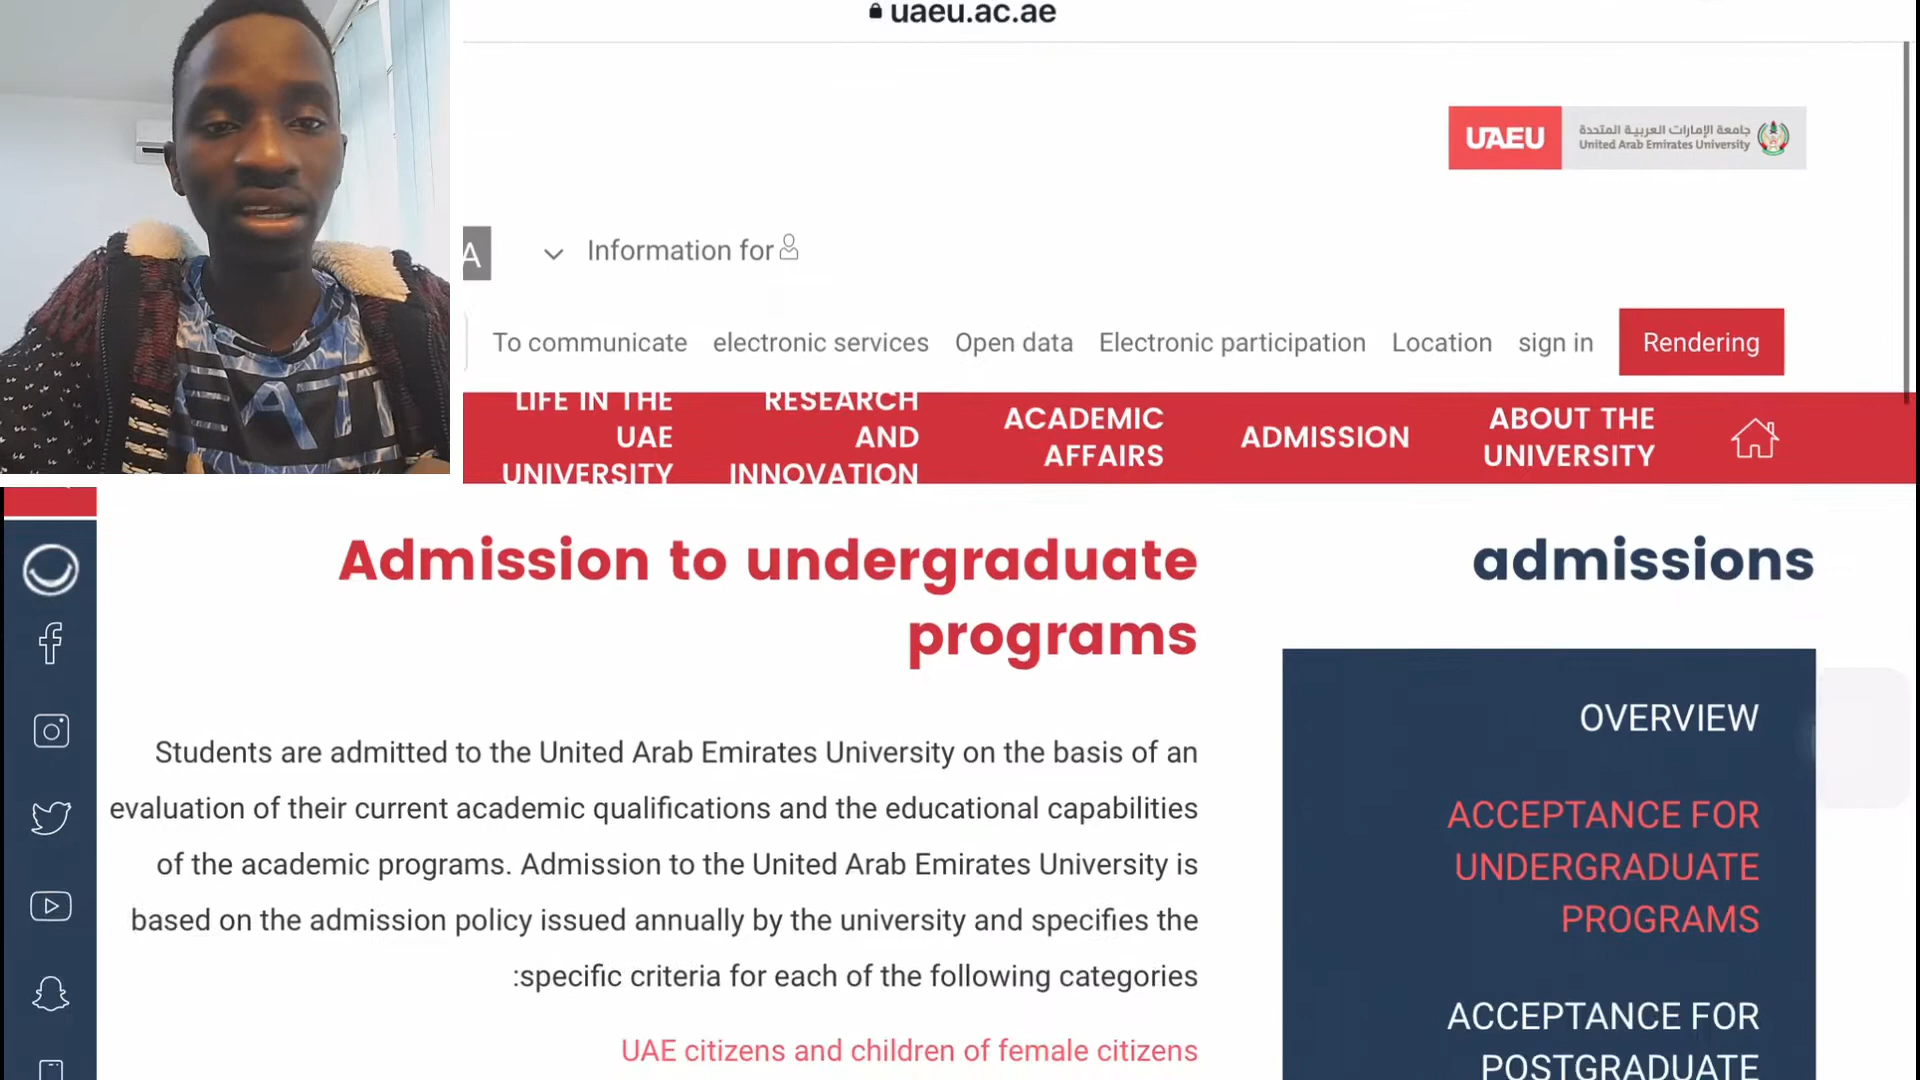 uaeu.ac.ae
UAEU
جامعة الإمارات العربية المتحدة
United Arab Emirates University
A
Information for
To communicate electronic services Open data Electronic participation Location sign in Rendering
LIFE IN THE
UAE
UNIVERSITY
RESEARCH
AND
INNOVATION
ACADEMIC
AFFAIRS
ADMISSION
ABOUT THE
UNIVERSITY
Admission to undergraduate
programs
Students are admitted to the United Arab Emirates University on the basis of an
evaluation of their current academic qualifications and the educational capabilities
of the academic programs. Admission to the United Arab Emirates University is
based on the admission policy issued annually by the university and specifies the
:specific criteria for each of the following categories
UAE citizens and children of female citizens
admissions
OVERVIEW
ACCEPTANCE FOR
UNDERGRADUATE
PROGRAMS
ACCEPTANCE FOR
POSTGRADUATE